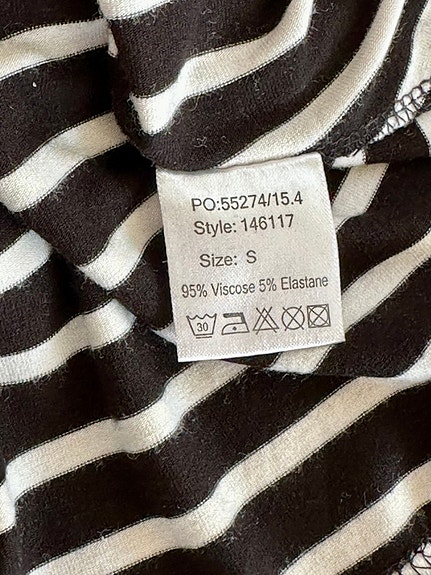 PO:55274/15.4
Style: 146117
Size: S
95% Viscose 5% Elastane
30